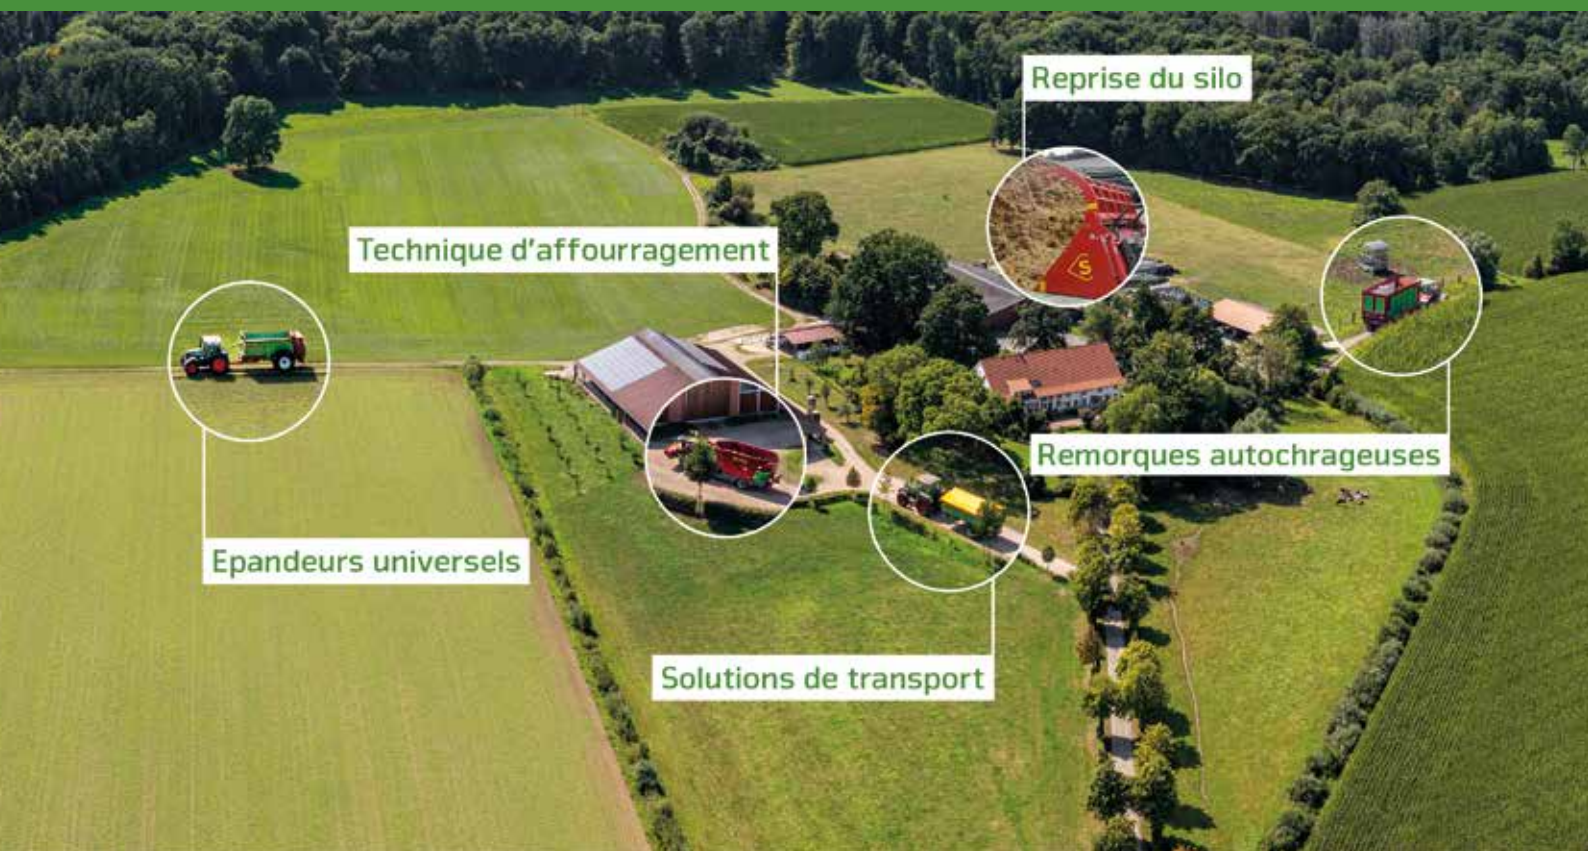 Reprise du silo
Technique d'affourragement
Remorques autochrageuses
Epandeurs universels
Solutions de transport
S